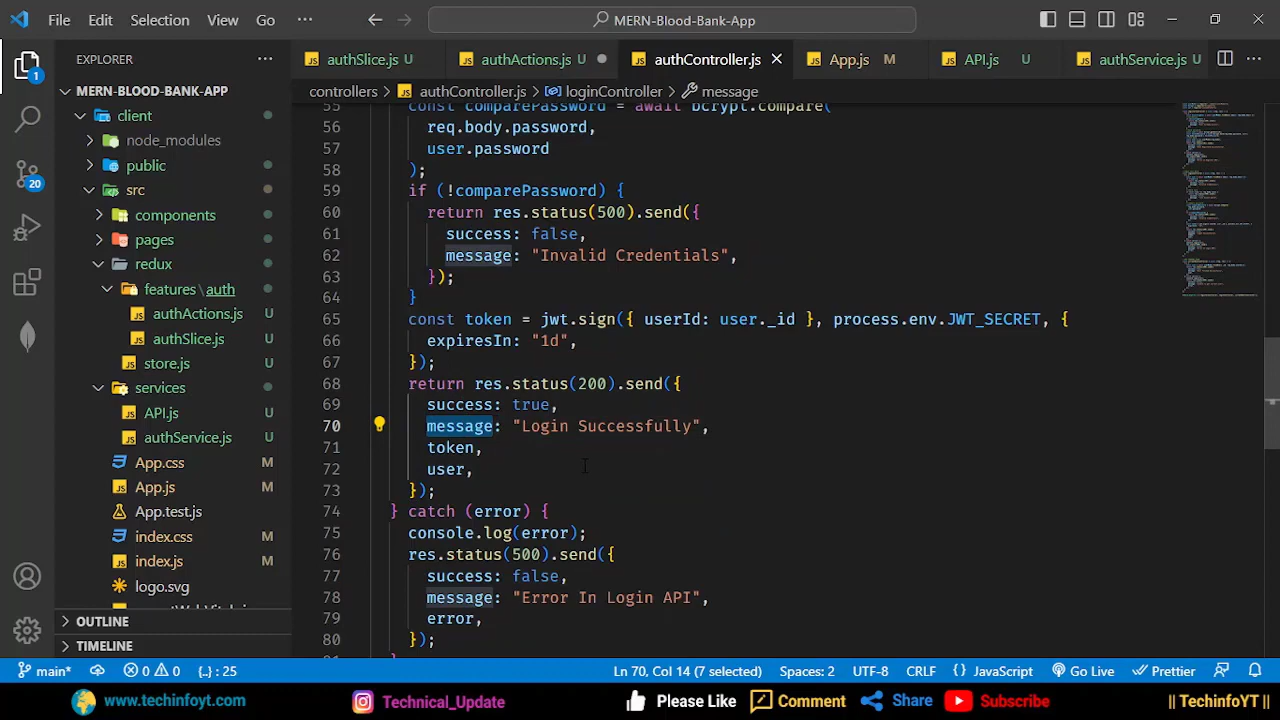 File Edit Selection View Go ··· MERN-Blood-Bank-App
EXPLORER ···
authSlice.js U authActions.js authController.js App.js M API.js U authService.js U
controllers > authController.js > loginController > message
1
20
MERN-BLOOD-BANK-APP
client
node_modules
public
src
components
pages
redux
features\auth
authActions.js U
authSlice.js U
store.js U
services
API.js U
authService.js U
App.css M
App.js M
App.test.js
index.css M
index.js M
logo.svg
OUTLINE
TIMELINE
55 const comparePassword = await bcrypt.compare(
56 req.body.password,
57 user.password
58 );
59 if (!comparePassword) {
60 return res.status(500).send({
61 success: false,
62 message: "Invalid Credentials",
63 });
64 }
65 const token = jwt.sign({ userId: user._id }, process.env.JWT_SECRET, {
66 expiresIn: "1d",
67 });
68 return res.status(200).send({
69 success: true,
70 message: "Login Successfully",
71 token,
72 user,
73 });
74 } catch (error) {
75 console.log(error);
76 res.status(500).send({
77 success: false,
78 message: "Error In Login API",
79 error,
80 });
main* 0 0 {..} : 25 Ln 70, Col 14 (7 selected) Spaces: 2 UTF-8 CRLF {} JavaScript Go Live Prettier
www.techinfoyt.com Technical_Update Please Like Comment Share Subscribe || TechinfoYT ||